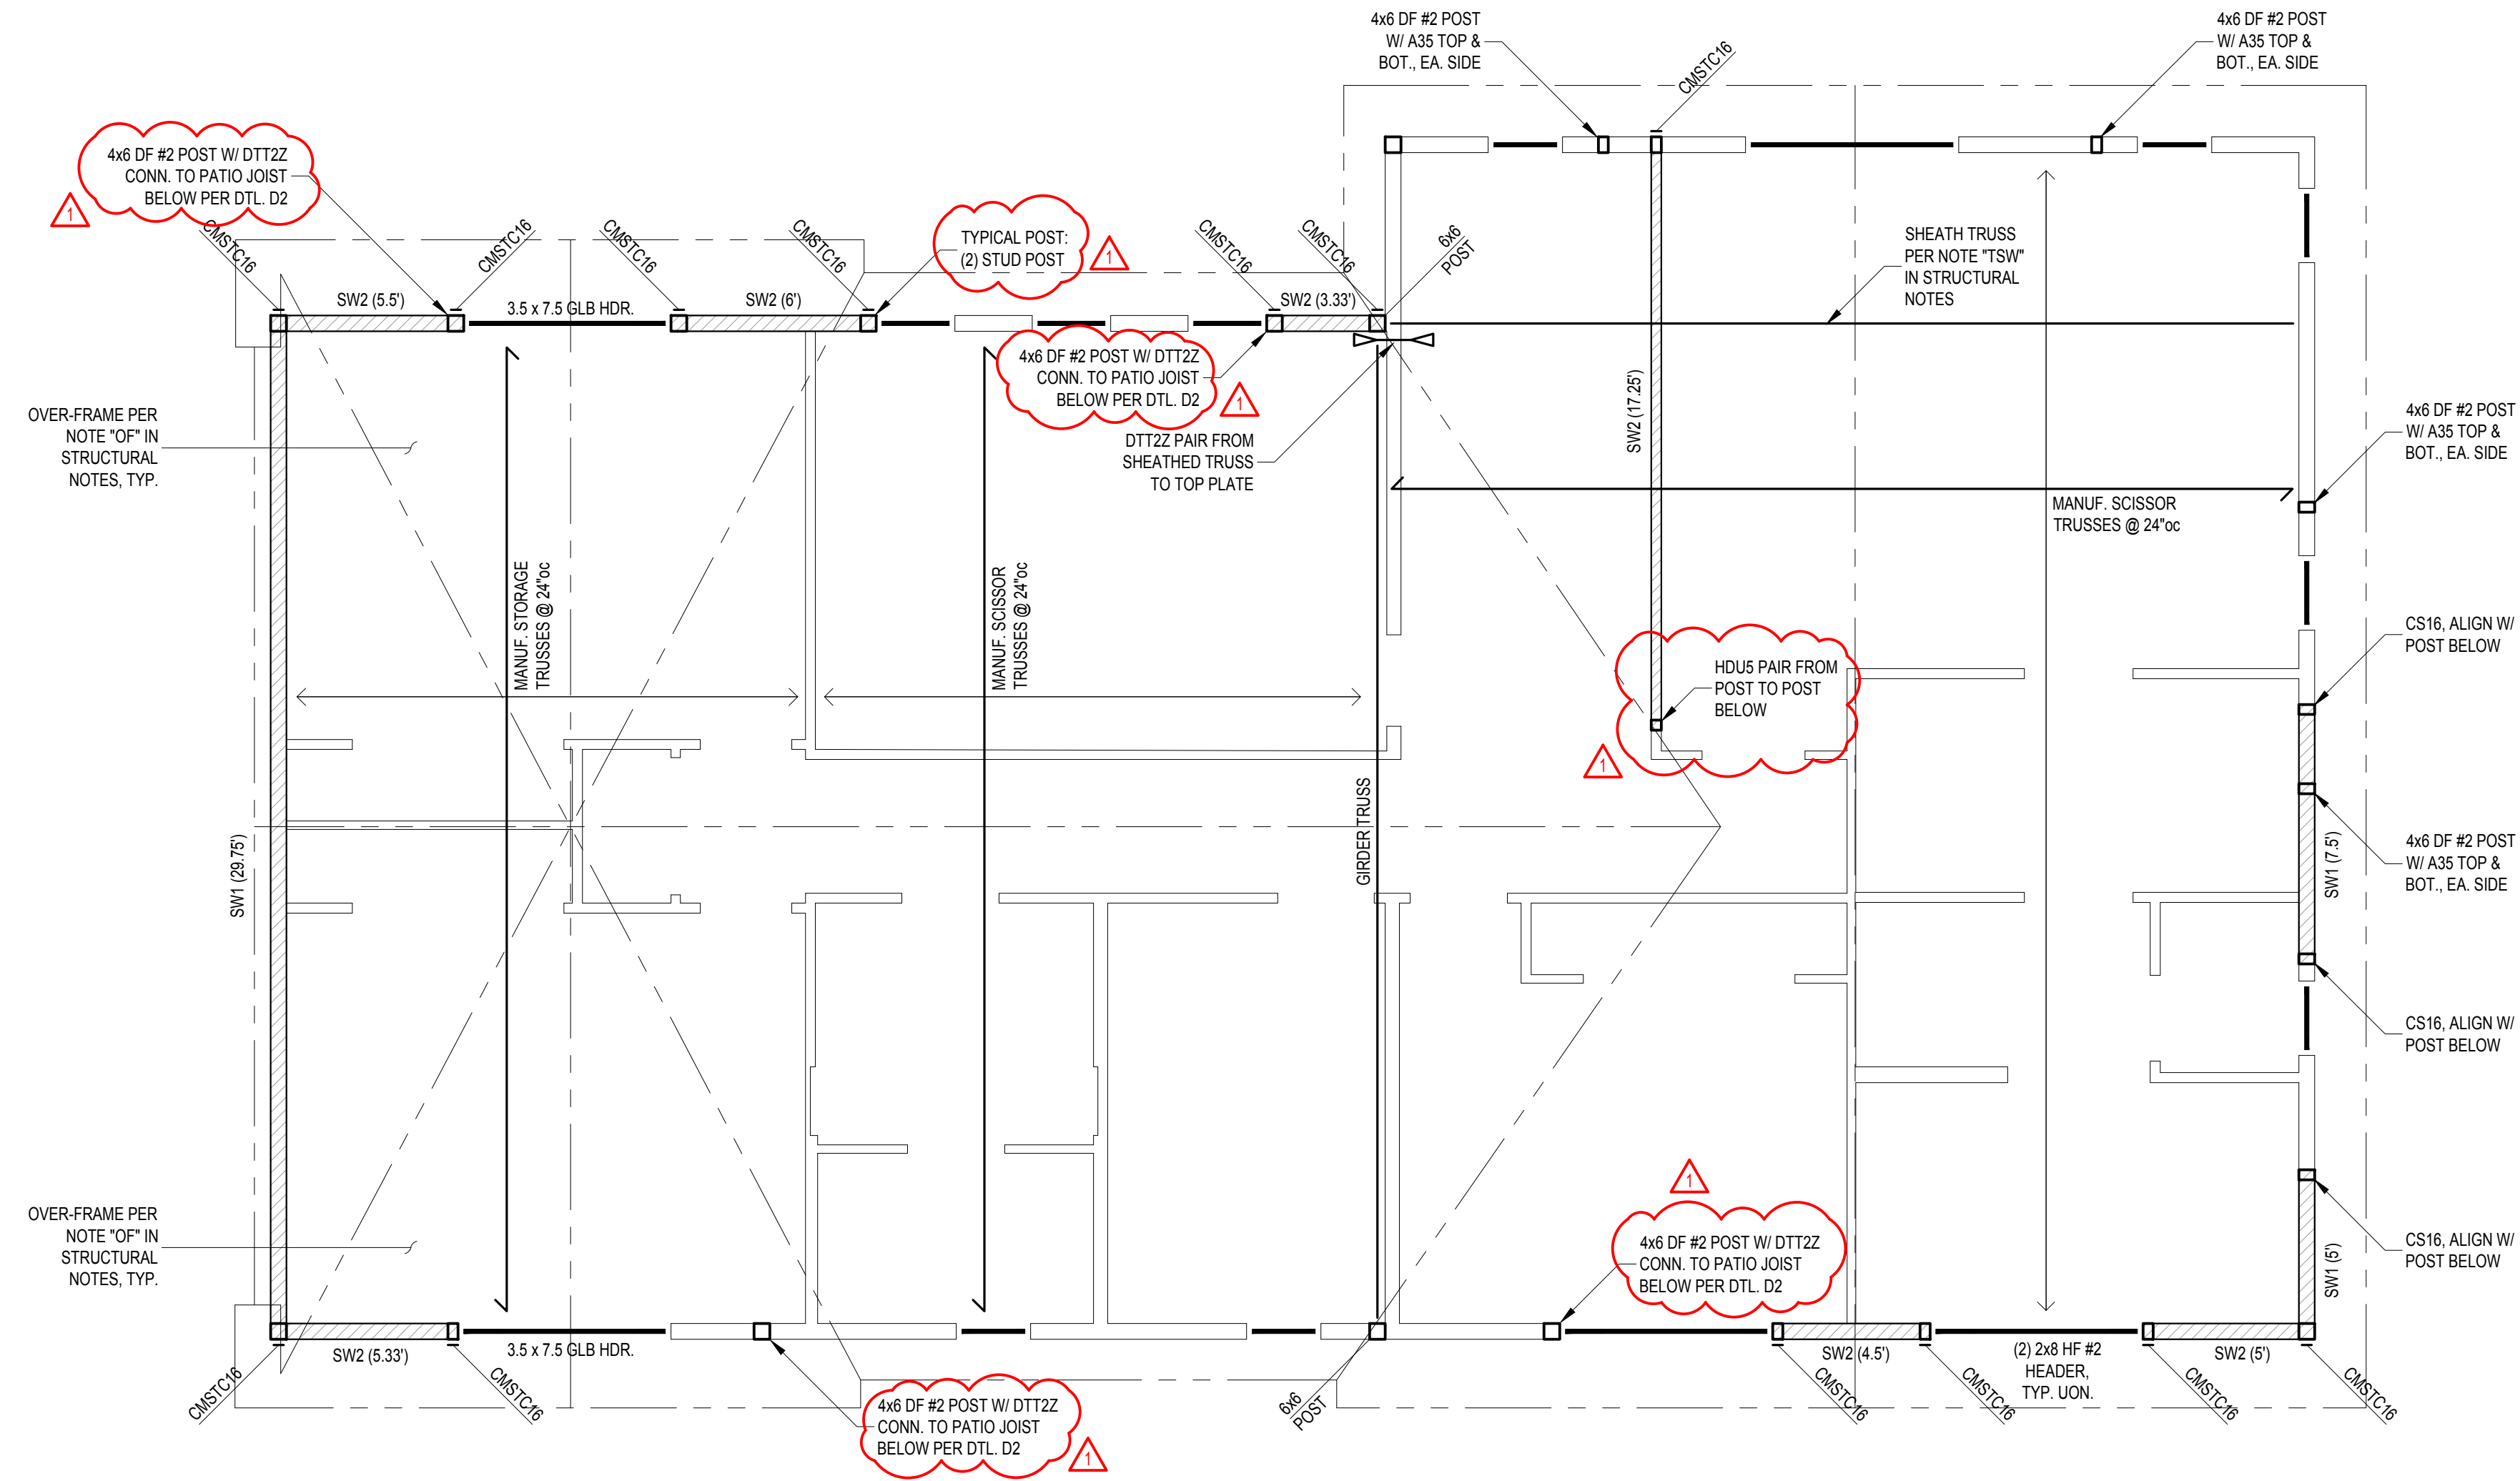 4x6 DF #2 POST
W/ A35 TOP &
BOT., EA. SIDE
CMSTC16
4x6 DF #2 POST
W/ A35 TOP &
BOT., EA. SIDE
4x6 DF #2 POST W/ DTT2Z
CONN. TO PATIO JOIST
BELOW PER DTL. D2
1
CMSTC16
CMSTC16
CMSTC16
CMSTC16
TYPICAL POST:
(2) STUD POST
1
CMSTC16
CMSTC16
6x6
POST
SHEATH TRUSS
PER NOTE "TSW"
IN STRUCTURAL
NOTES
SW2 (5.5')
3.5 x 7.5 GLB HDR.
SW2 (6')
SW2 (3.33')
4x6 DF #2 POST W/ DTT2Z
CONN. TO PATIO JOIST
BELOW PER DTL. D2
1
DTT2Z PAIR FROM
SHEATHED TRUSS
TO TOP PLATE
OVER-FRAME PER
NOTE "OF" IN
STRUCTURAL
NOTES, TYP.
SW2 (17.25')
4x6 DF #2 POST
W/ A35 TOP &
BOT., EA. SIDE
MANUF. SCISSOR
TRUSSES @ 24"oc
MANUF. STORAGE
TRUSSES @ 24"oc
MANUF. SCISSOR
TRUSSES @ 24"oc
CS16, ALIGN W/
POST BELOW
HDU5 PAIR FROM
POST TO POST
BELOW
1
GIRDER TRUSS
SW1 (29.75')
SW1 (7.5')
4x6 DF #2 POST
W/ A35 TOP &
BOT., EA. SIDE
CS16, ALIGN W/
POST BELOW
OVER-FRAME PER
NOTE "OF" IN
STRUCTURAL
NOTES, TYP.
1
4x6 DF #2 POST W/ DTT2Z
CONN. TO PATIO JOIST
BELOW PER DTL. D2
CS16, ALIGN W/
POST BELOW
SW1 (5')
SW2 (5.33')
3.5 x 7.5 GLB HDR.
CMSTC16
CMSTC16
4x6 DF #2 POST W/ DTT2Z
CONN. TO PATIO JOIST
BELOW PER DTL. D2
1
6x6
POST
SW2 (4.5')
(2) 2x8 HF #2
HEADER,
TYP. UON.
SW2 (5')
CMSTC16
CMSTC16
CMSTC16
CMSTC16